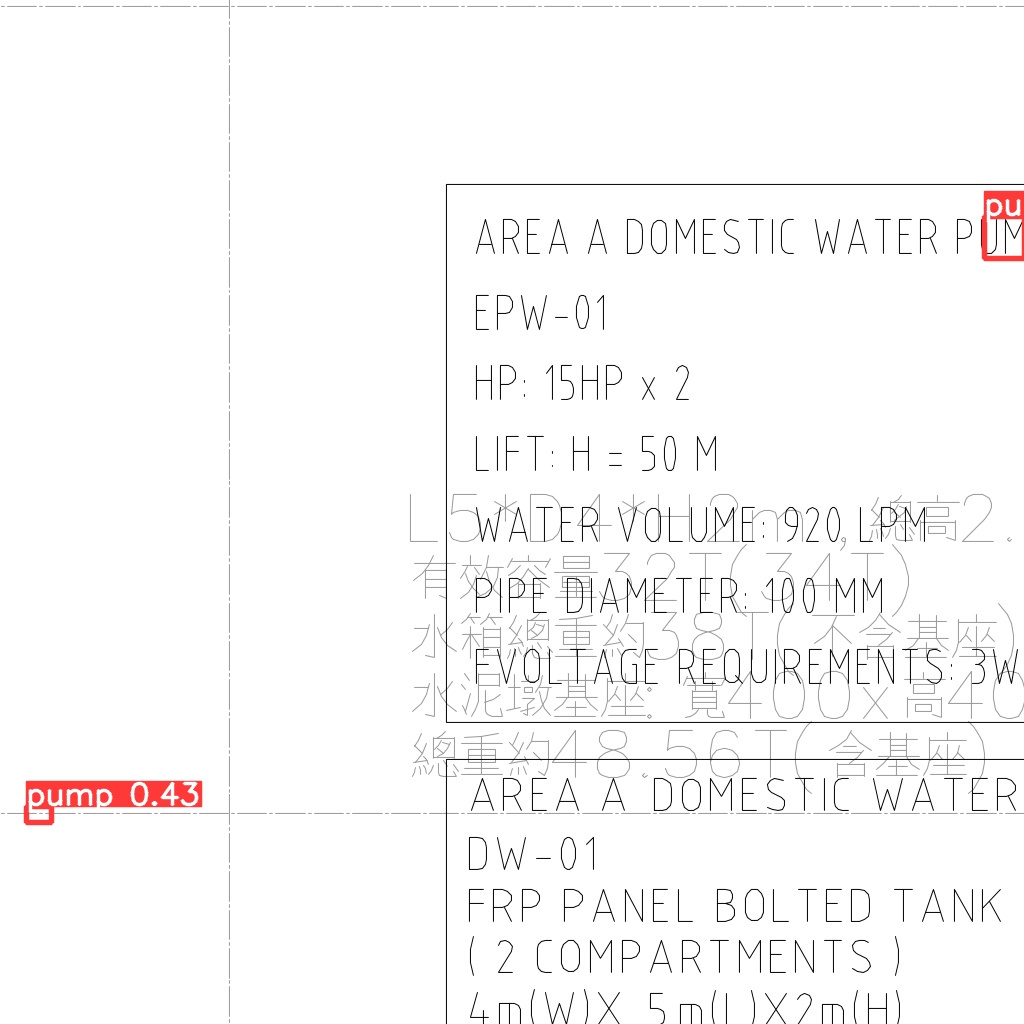 pu
AREA A DOMESTIC WATER PUM
EPW-01
HP: 15HP x 2
LIFT: H = 50 M
L5*D4*H2m ,總高2.
WATER VOLUME: 920 LPM
有效容量32T(34T)
PIPE DIAMETER: 100 MM
水箱總重約38T(不含基座)
FVOLTAGE REQUIREMENTS: 3W
水泥墩基座: 寬400x高40
總重約48.56T(含基座)
pump 0.43
AREA A DOMESTIC WATER
DW-01
FRP PANEL BOLTED TANK
( 2 COMPARTMENTS )
4m(W)X 5m(L)X2m(H)